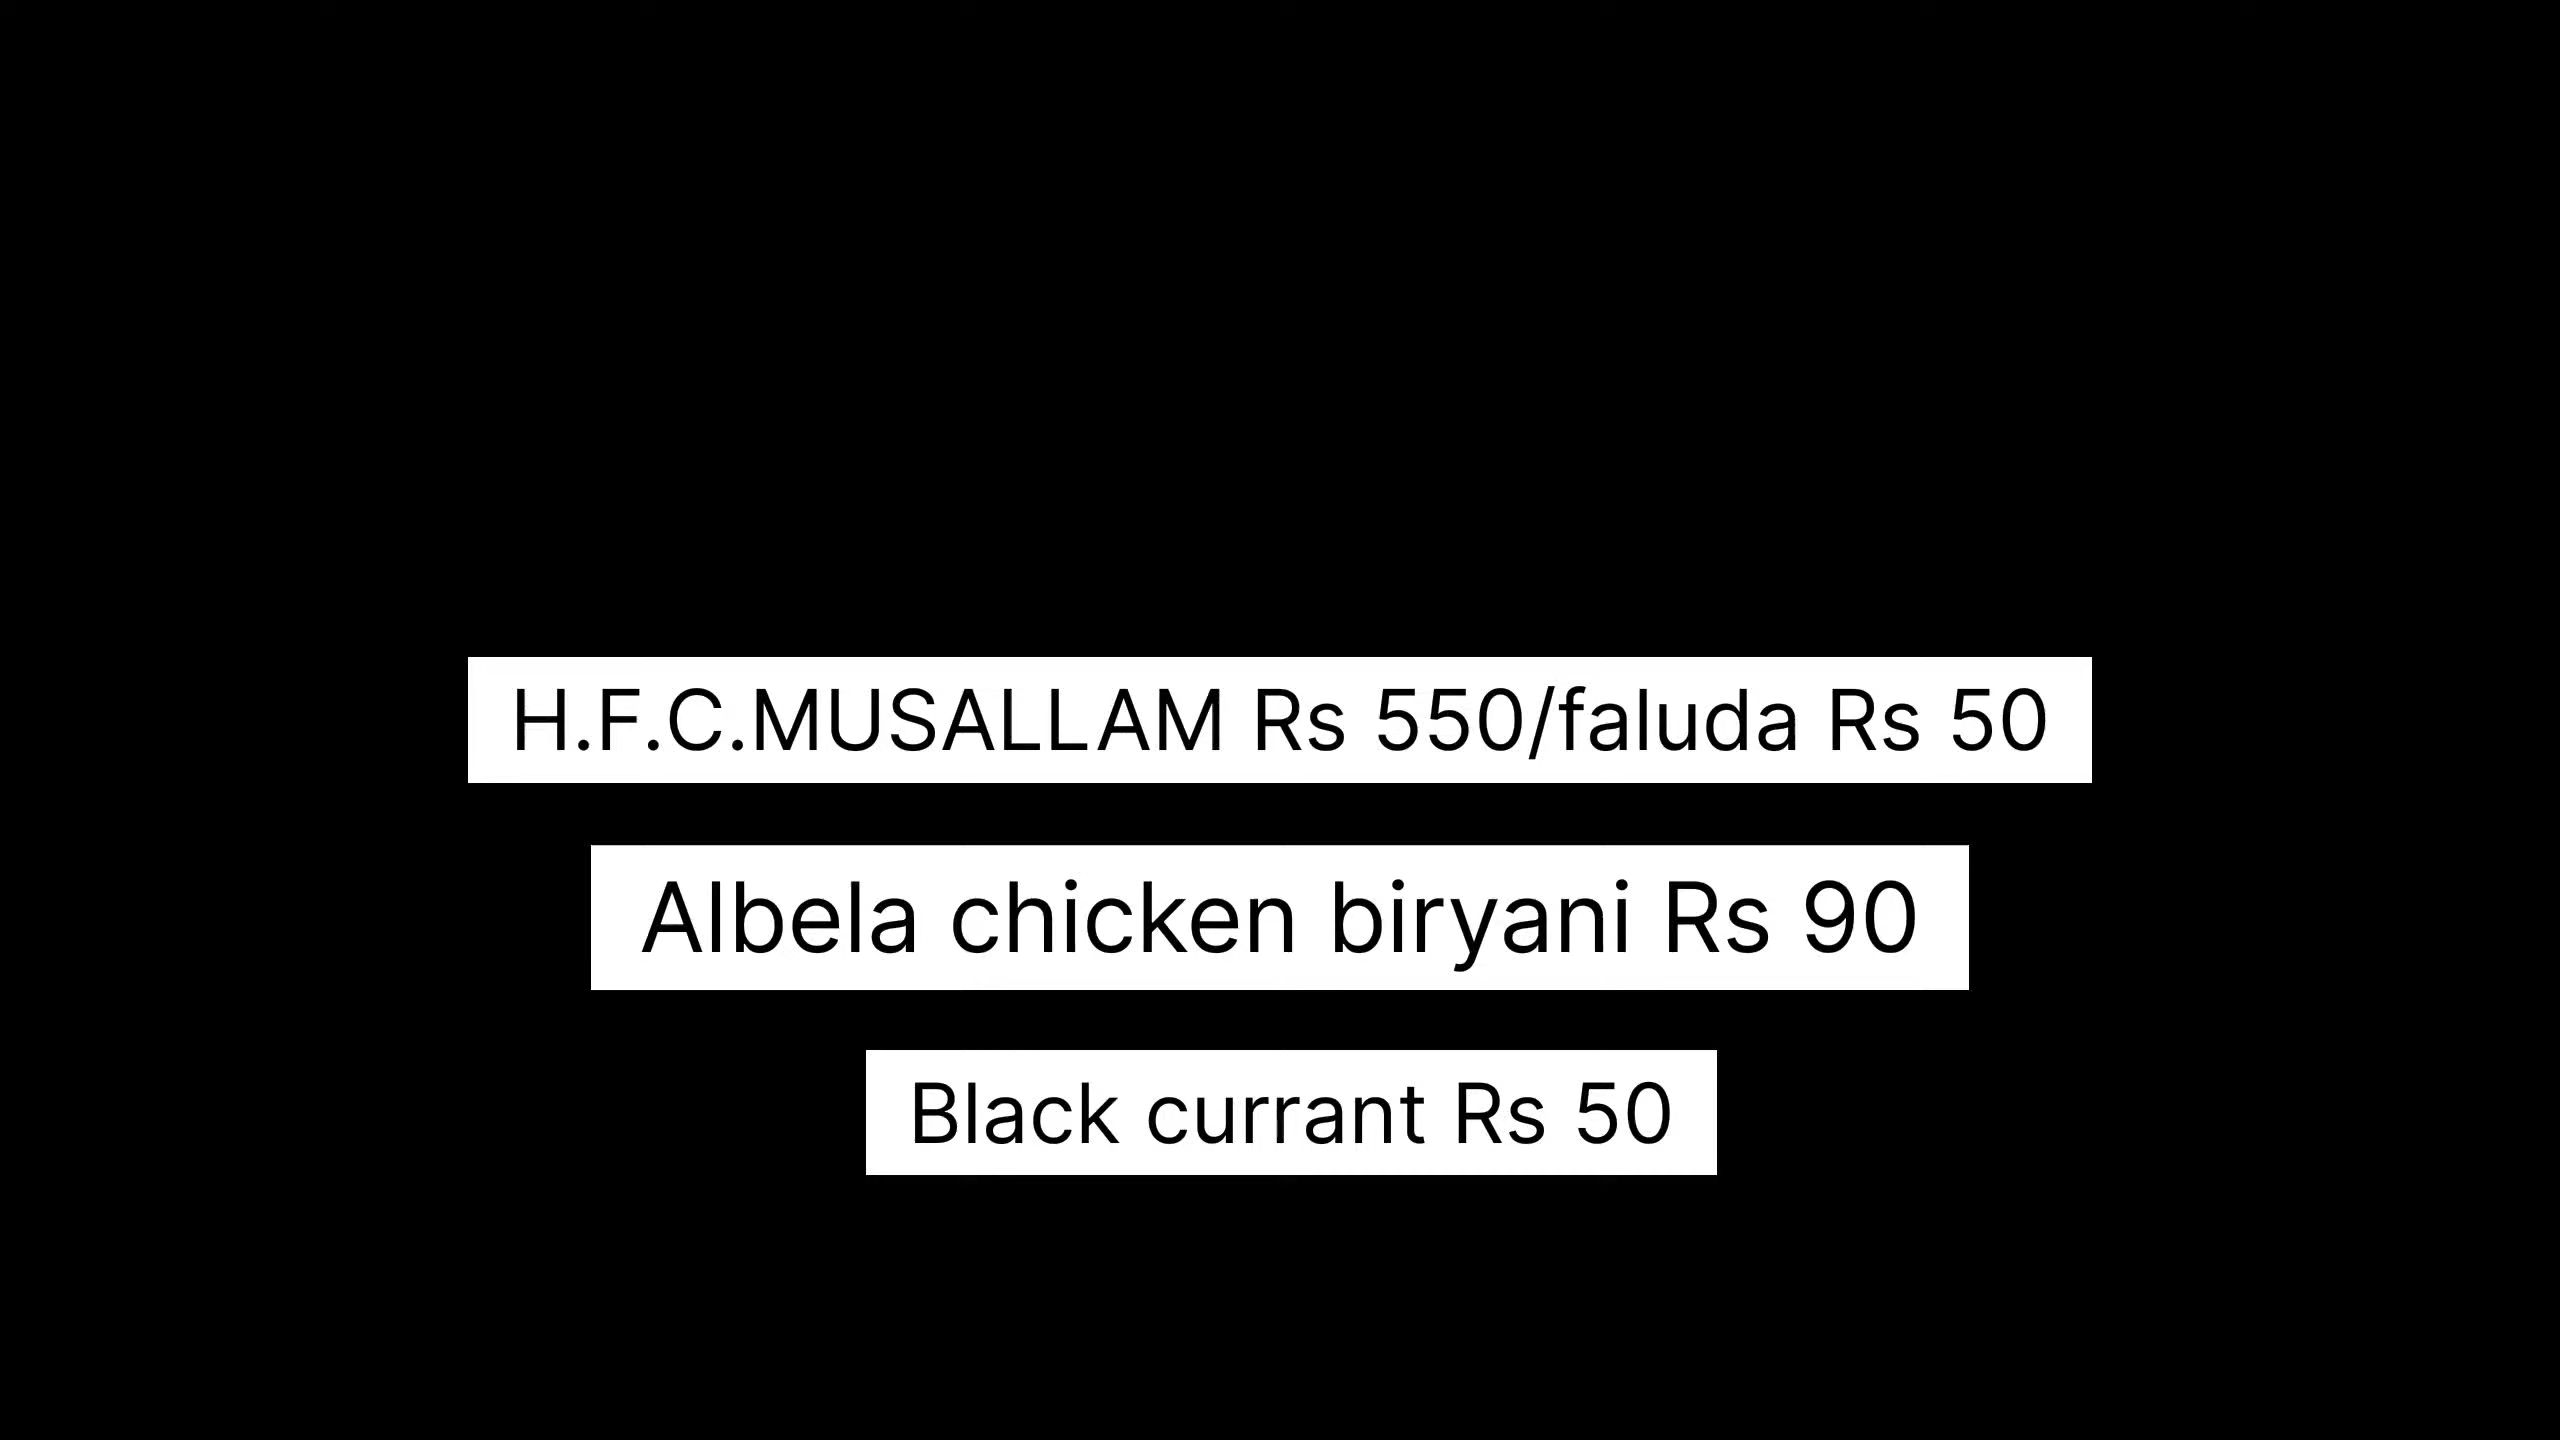 H.F.C.MUSALLAM Rs 550/faluda Rs 50
Albela chicken biryani Rs 90
Black currant Rs 50